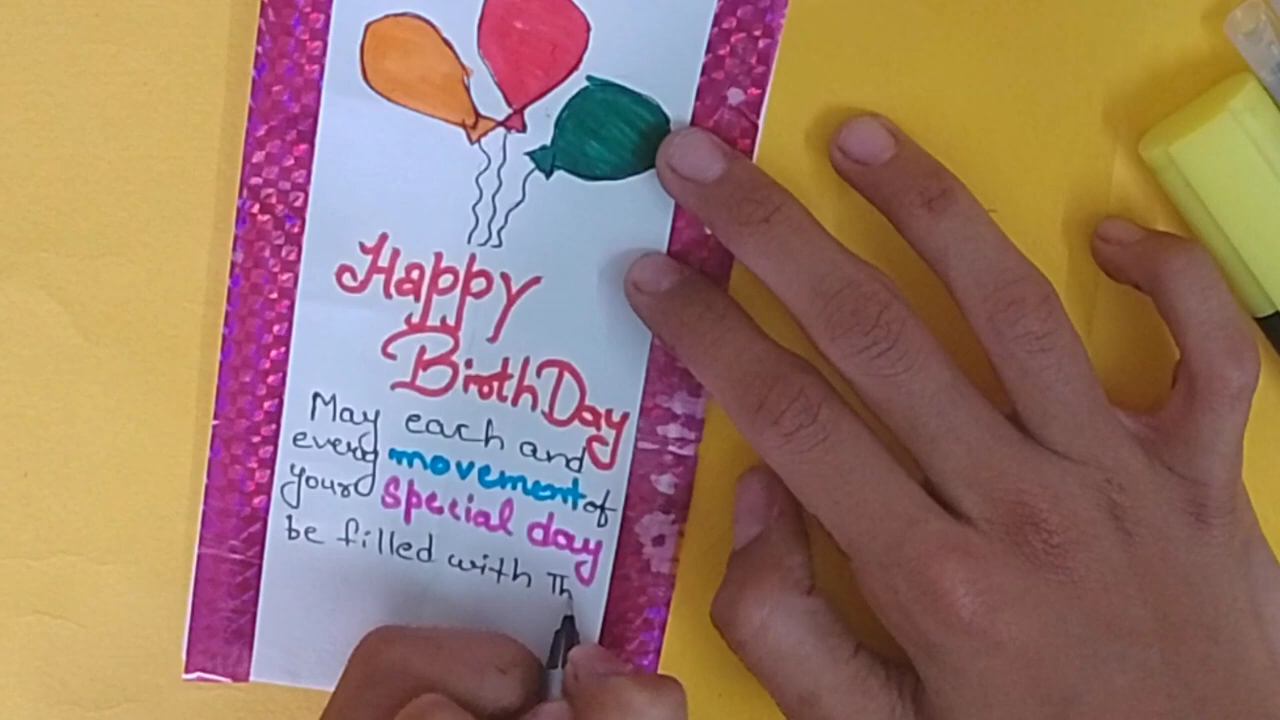 Happy
BirthDay
May each and
every movement of
your special day
be filled with Th